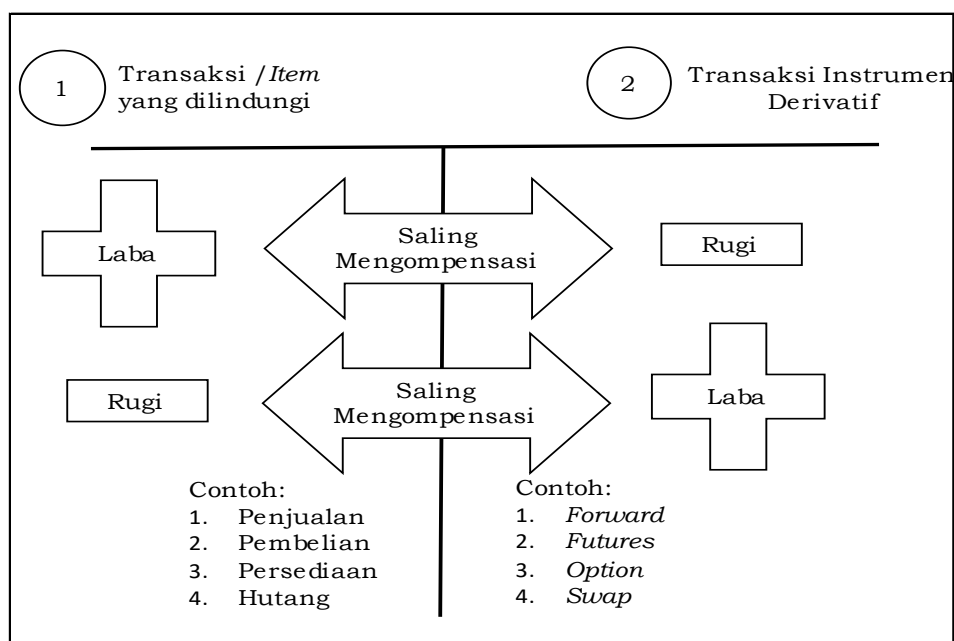 1
Transaksi /Item
yang dilindungi
2
Transaksi Instrumen
Derivatif
Laba
Saling
Mengompensasi
Rugi
Rugi
Saling
Mengompensasi
Laba
Contoh:
1. Penjualan
2. Pembelian
3. Persediaan
4. Hutang
Contoh:
1. Forward
2. Futures
3. Option
4. Swap